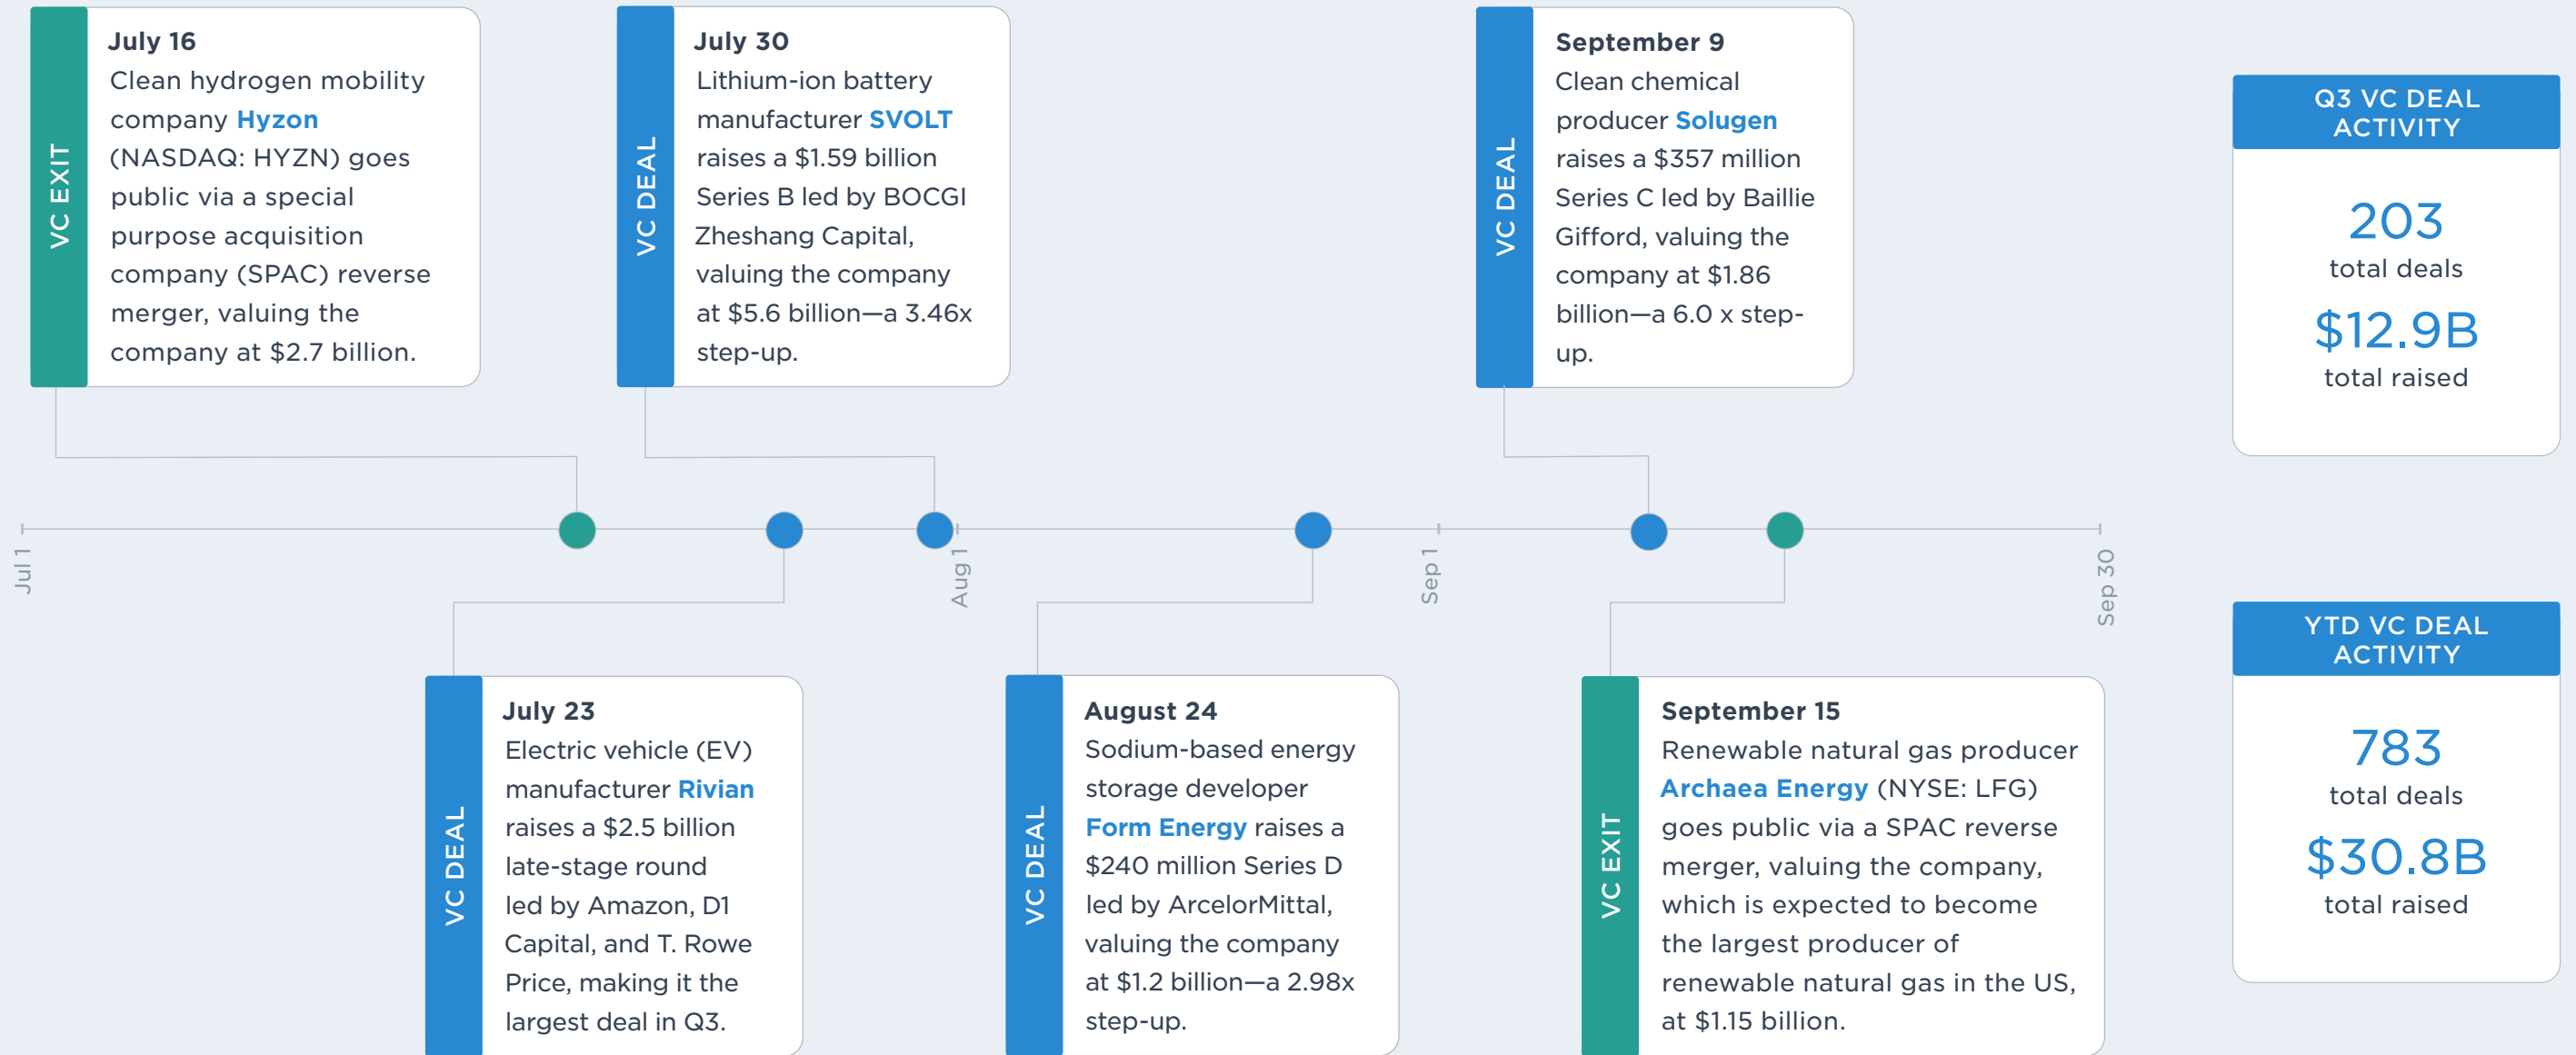 VC EXIT
July 16
Clean hydrogen mobility
company Hyzon
(NASDAQ: HYZN) goes
public via a special
purpose acquisition
company (SPAC) reverse
merger, valuing the
company at $2.7 billion.
VC DEAL
July 30
Lithium-ion battery
manufacturer SVOLT
raises a $1.59 billion
Series B led by BOCGI
Zheshang Capital,
valuing the company
at $5.6 billion—a 3.46x
step-up.
VC DEAL
September 9
Clean chemical
producer Solugen
raises a $357 million
Series C led by Baillie
Gifford, valuing the
company at $1.86
billion—a 6.0 x step-
up.
Q3 VC DEAL
ACTIVITY
203
total deals
$12.9B
total raised
Jul 1
Aug 1
Sep 1
Sep 30
VC DEAL
July 23
Electric vehicle (EV)
manufacturer Rivian
raises a $2.5 billion
late-stage round
led by Amazon, D1
Capital, and T. Rowe
Price, making it the
largest deal in Q3.
VC DEAL
August 24
Sodium-based energy
storage developer
Form Energy raises a
$240 million Series D
led by ArcelorMittal,
valuing the company
at $1.2 billion—a 2.98x
step-up.
VC EXIT
September 15
Renewable natural gas producer
Archaea Energy (NYSE: LFG)
goes public via a SPAC reverse
merger, valuing the company,
which is expected to become
the largest producer of
renewable natural gas in the US,
at $1.15 billion.
YTD VC DEAL
ACTIVITY
783
total deals
$30.8B
total raised